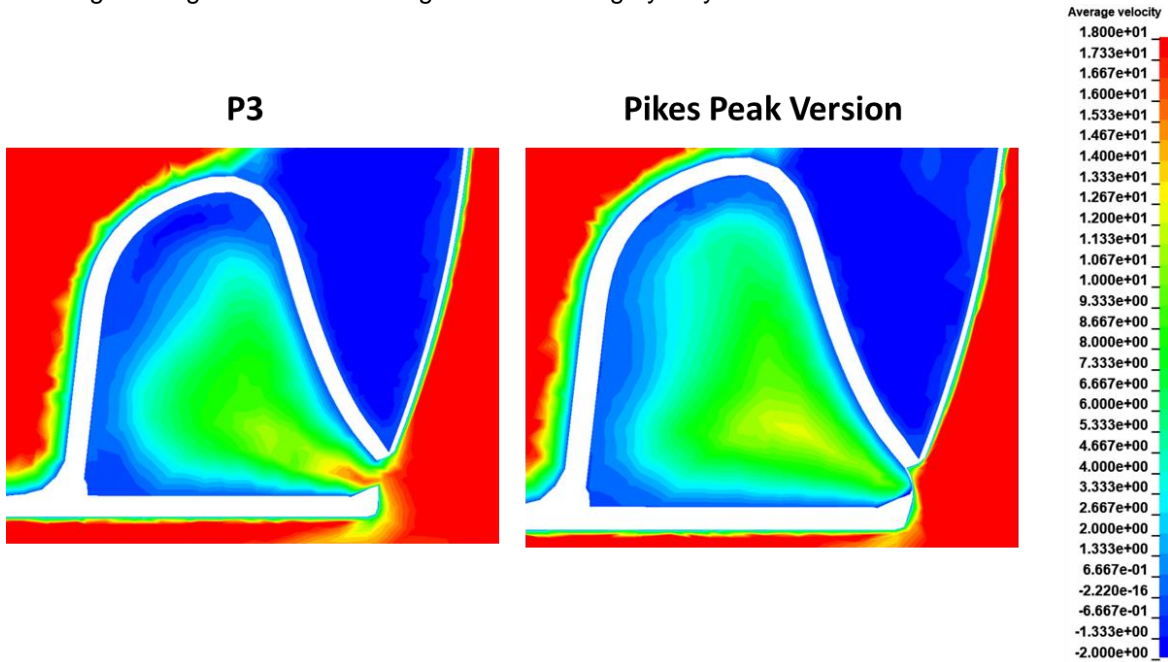 P3
Pikes Peak Version
Average velocity
1.800e+01
1.733e+01
1.667e+01
1.600e+01
1.533e+01
1.467e+01
1.400e+01
1.333e+01
1.267e+01
1.200e+01
1.133e+01
1.067e+01
1.000e+01
9.333e+00
8.667e+00
8.000e+00
7.333e+00
6.667e+00
6.000e+00
5.333e+00
4.667e+00
4.000e+00
3.333e+00
2.667e+00
2.000e+00
1.333e+00
6.667e-01
-2.220e-16
-6.667e-01
-1.333e+00
-2.000e+00